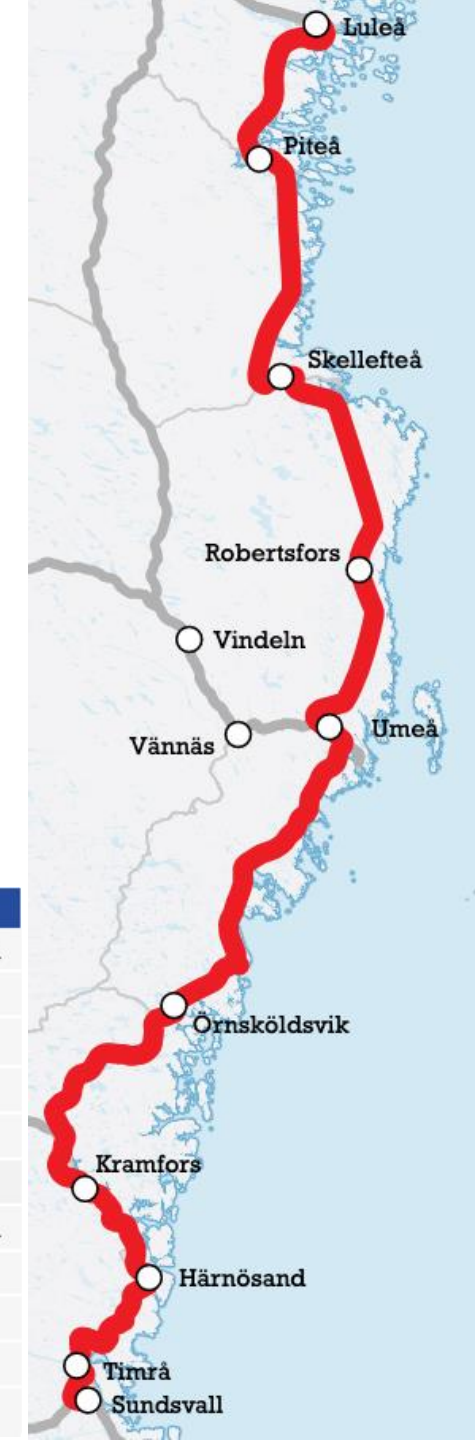 Luleå
Piteå
Skellefteå
Robertsfors
Vindeln
Umeå
Vännäs
Örnsköldsvik
Kramfors
Härnösand
Timrå
Sundsvall